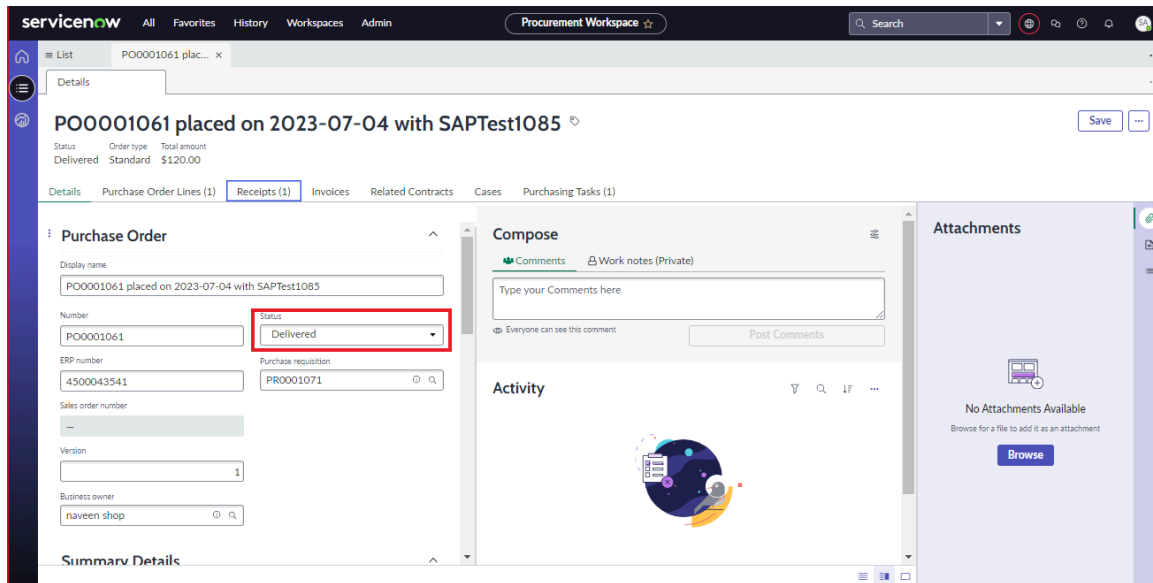 servicenow All Favorites History Workspaces Admin Procurement Workspace Search SA
List PO0001061 plac... ×
Details
PO0001061 placed on 2023-07-04 with SAPTest1085 Save
Status Order type Total amount
Delivered Standard $120.00
Details Purchase Order Lines (1) Receipts (1) Invoices Related Contracts Cases Purchasing Tasks (1)
Purchase Order
Display name
PO0001061 placed on 2023-07-04 with SAPTest1085
Number Status
PO0001061 Delivered
ERP number Purchase requisition
4500043541 PR0001071
Sales order number
—
Version
1
Business owner
naveen shop
Summary Details
Compose
Comments Work notes (Private)
Type your Comments here
Everyone can see this comment Post Comments
Activity
Attachments
No Attachments Available
Browse for a file to add it as an attachment
Browse